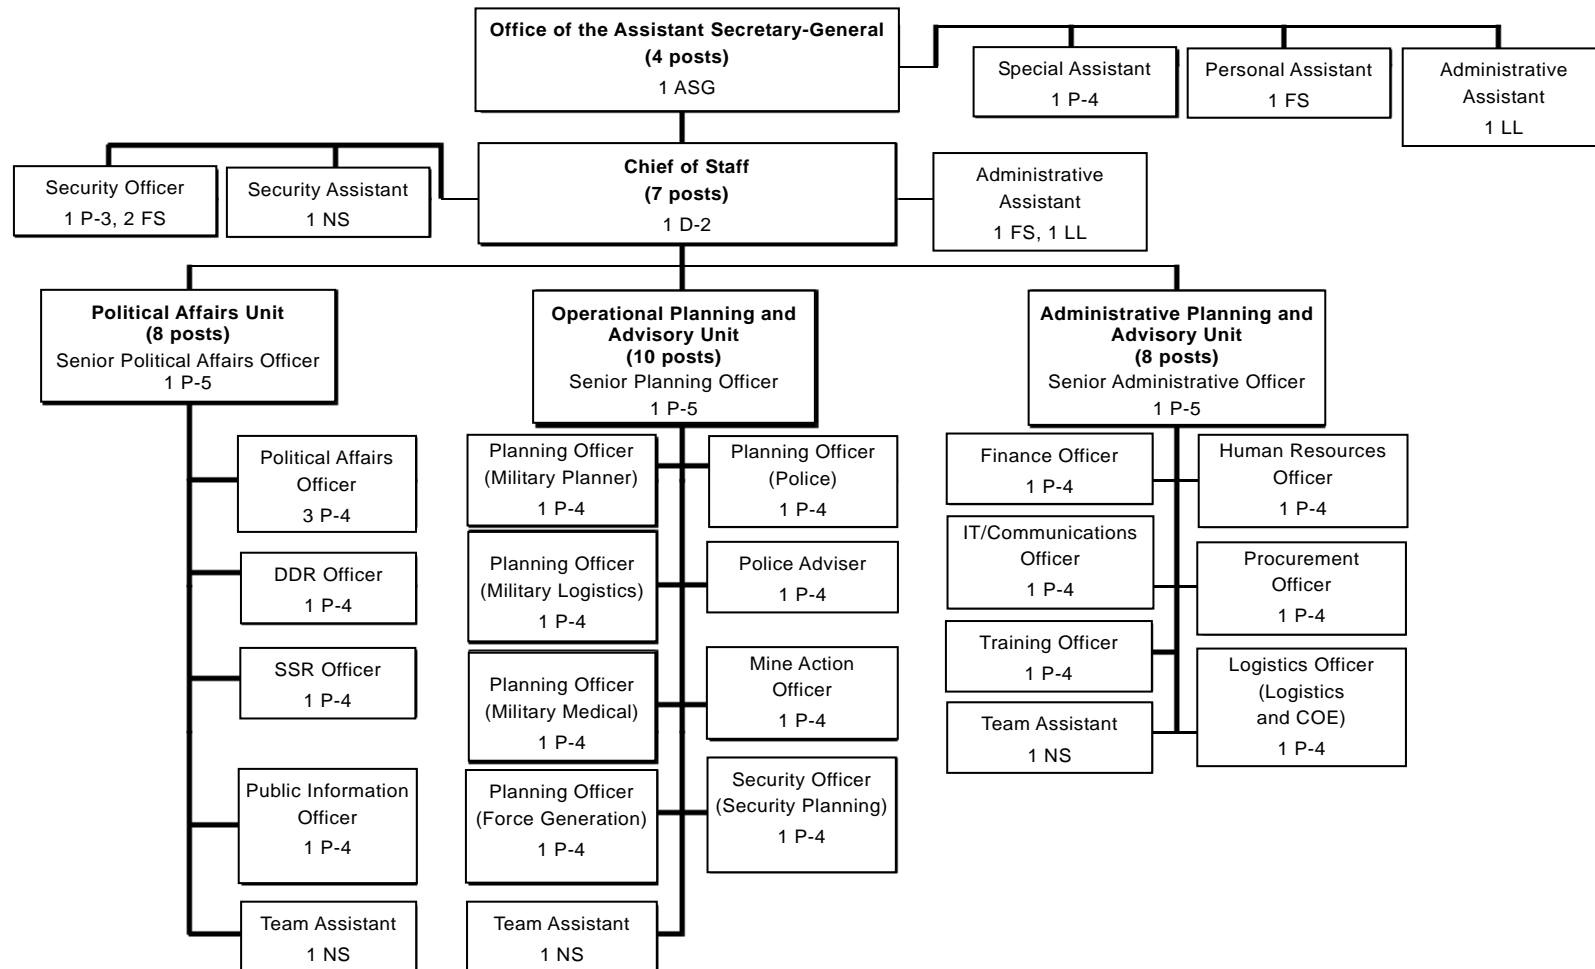 Office of the Assistant Secretary-General
(4 posts)
1 ASG
Special Assistant
1 P-4
Personal Assistant
1 FS
Administrative
Assistant
1 LL
Security Officer
1 P-3, 2 FS
Security Assistant
1 NS
Chief of Staff
(7 posts)
1 D-2
Administrative
Assistant
1 FS, 1 LL
Political Affairs Unit
(8 posts)
Senior Political Affairs Officer
1 P-5
Operational Planning and
Advisory Unit
(10 posts)
Senior Planning Officer
1 P-5
Administrative Planning and
Advisory Unit
(8 posts)
Senior Administrative Officer
1 P-5
Political Affairs
Officer
3 P-4
DDR Officer
1 P-4
SSR Officer
1 P-4
Public Information
Officer
1 P-4
Team Assistant
1 NS
Planning Officer
(Military Planner)
1 P-4
Planning Officer
(Police)
1 P-4
Planning Officer
(Military Logistics)
1 P-4
Police Adviser
1 P-4
Planning Officer
(Military Medical)
1 P-4
Mine Action
Officer
1 P-4
Planning Officer
(Force Generation)
1 P-4
Security Officer
(Security Planning)
1 P-4
Team Assistant
1 NS
Finance Officer
1 P-4
Human Resources
Officer
1 P-4
IT/Communications
Officer
1 P-4
Procurement
Officer
1 P-4
Training Officer
1 P-4
Logistics Officer
(Logistics
and COE)
1 P-4
Team Assistant
1 NS